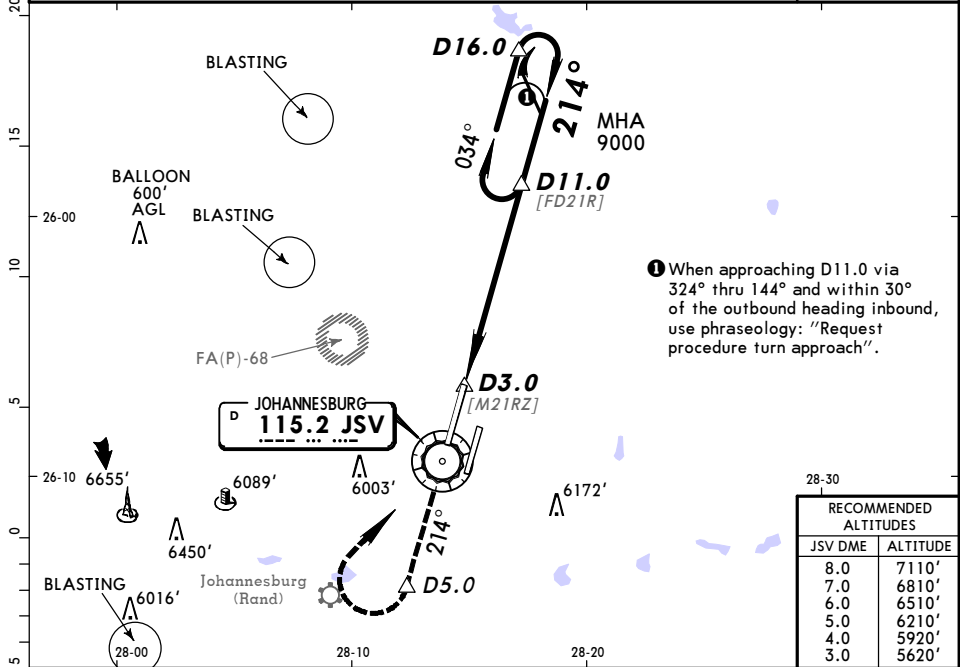 20
D16.0
BLASTING
❶
214°
MHA
9000
034°
15
BALLOON
600'
AGL
D11.0
[FD21R]
26-00
BLASTING
10
❶ When approaching D11.0 via
324° thru 144° and within 30°
of the outbound heading inbound,
use phraseology: "Request
procedure turn approach".
FA(P)-68
D3.0
[M21RZ]
5
JOHANNESBURG
D 115.2 JSV
26-10
6655'
6089'
6003'
6172'
28-30
6450'
214°
0
RECOMMENDED
ALTITUDES
JSV DME ALTITUDE
8.0 7110'
7.0 6810'
6.0 6510'
5.0 6210'
4.0 5920'
3.0 5620'
BLASTING
6016'
Johannesburg
(Rand)
D5.0
28-00
28-10
28-20
5